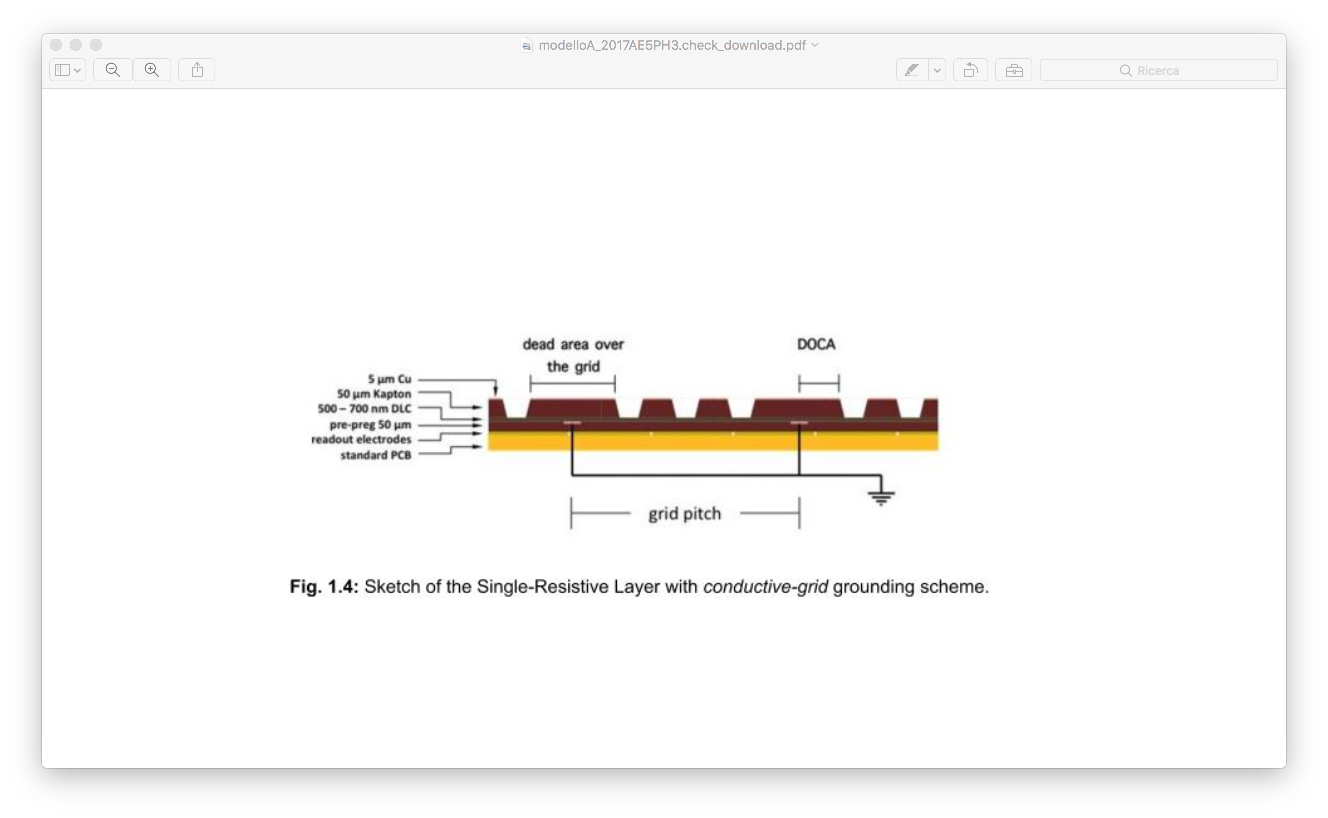 modelloA_2017AE5PH3.check_download.pdf
Ricerca
dead area over
the grid
DOCA
5 µm Cu
50 µm Kapton
500 – 700 nm DLC
pre-preg 50 µm
readout electrodes
standard PCB
grid pitch
Fig. 1.4: Sketch of the Single-Resistive Layer with conductive-grid grounding scheme.